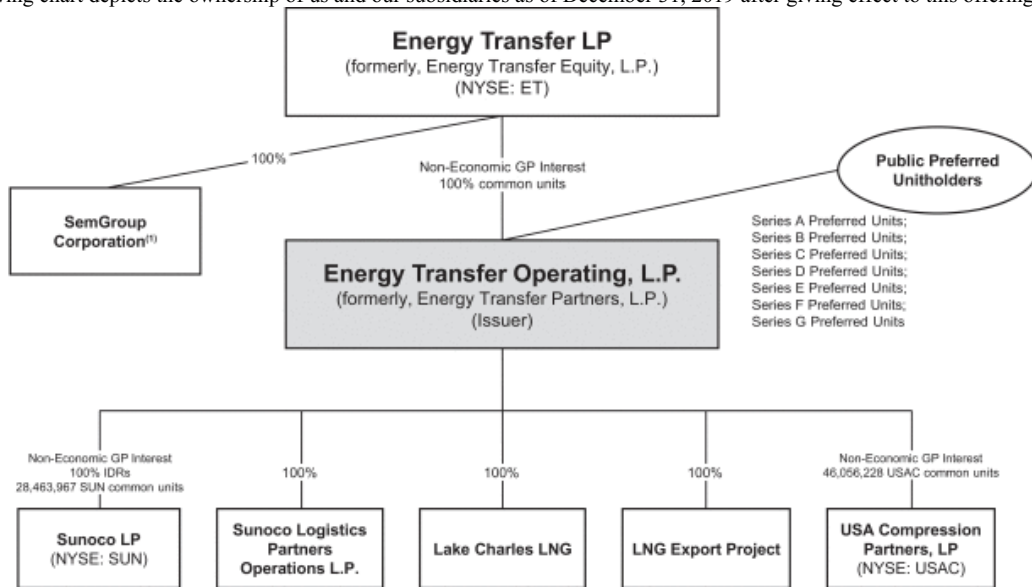 wing chart depicts the ownership of us and our subsidiaries as of December 31, 2019 after giving effect to this offering
Energy Transfer LP
(formerly, Energy Transfer Equity, L.P.)
(NYSE: ET)
100%
Non-Economic GP Interest
100% common units
Public Preferred
Unitholders
SemGroup
Corporation(1)
Series A Preferred Units;
Series B Preferred Units;
Series C Preferred Units;
Series D Preferred Units;
Series E Preferred Units;
Series F Preferred Units;
Series G Preferred Units
Energy Transfer Operating, L.P.
(formerly, Energy Transfer Partners, L.P.)
(Issuer)
Non-Economic GP Interest
100% IDRs
28,463,967 SUN common units
100%
100%
100%
Non-Economic GP Interest
46,056,228 USAC common units
Sunoco LP
(NYSE: SUN)
Sunoco Logistics
Partners
Operations L.P.
Lake Charles LNG
LNG Export Project
USA Compression
Partners, LP
(NYSE: USAC)